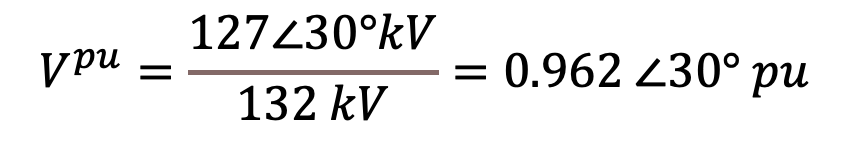 V^pu = 127∠30°kV / 132 kV = 0.962 ∠30° pu